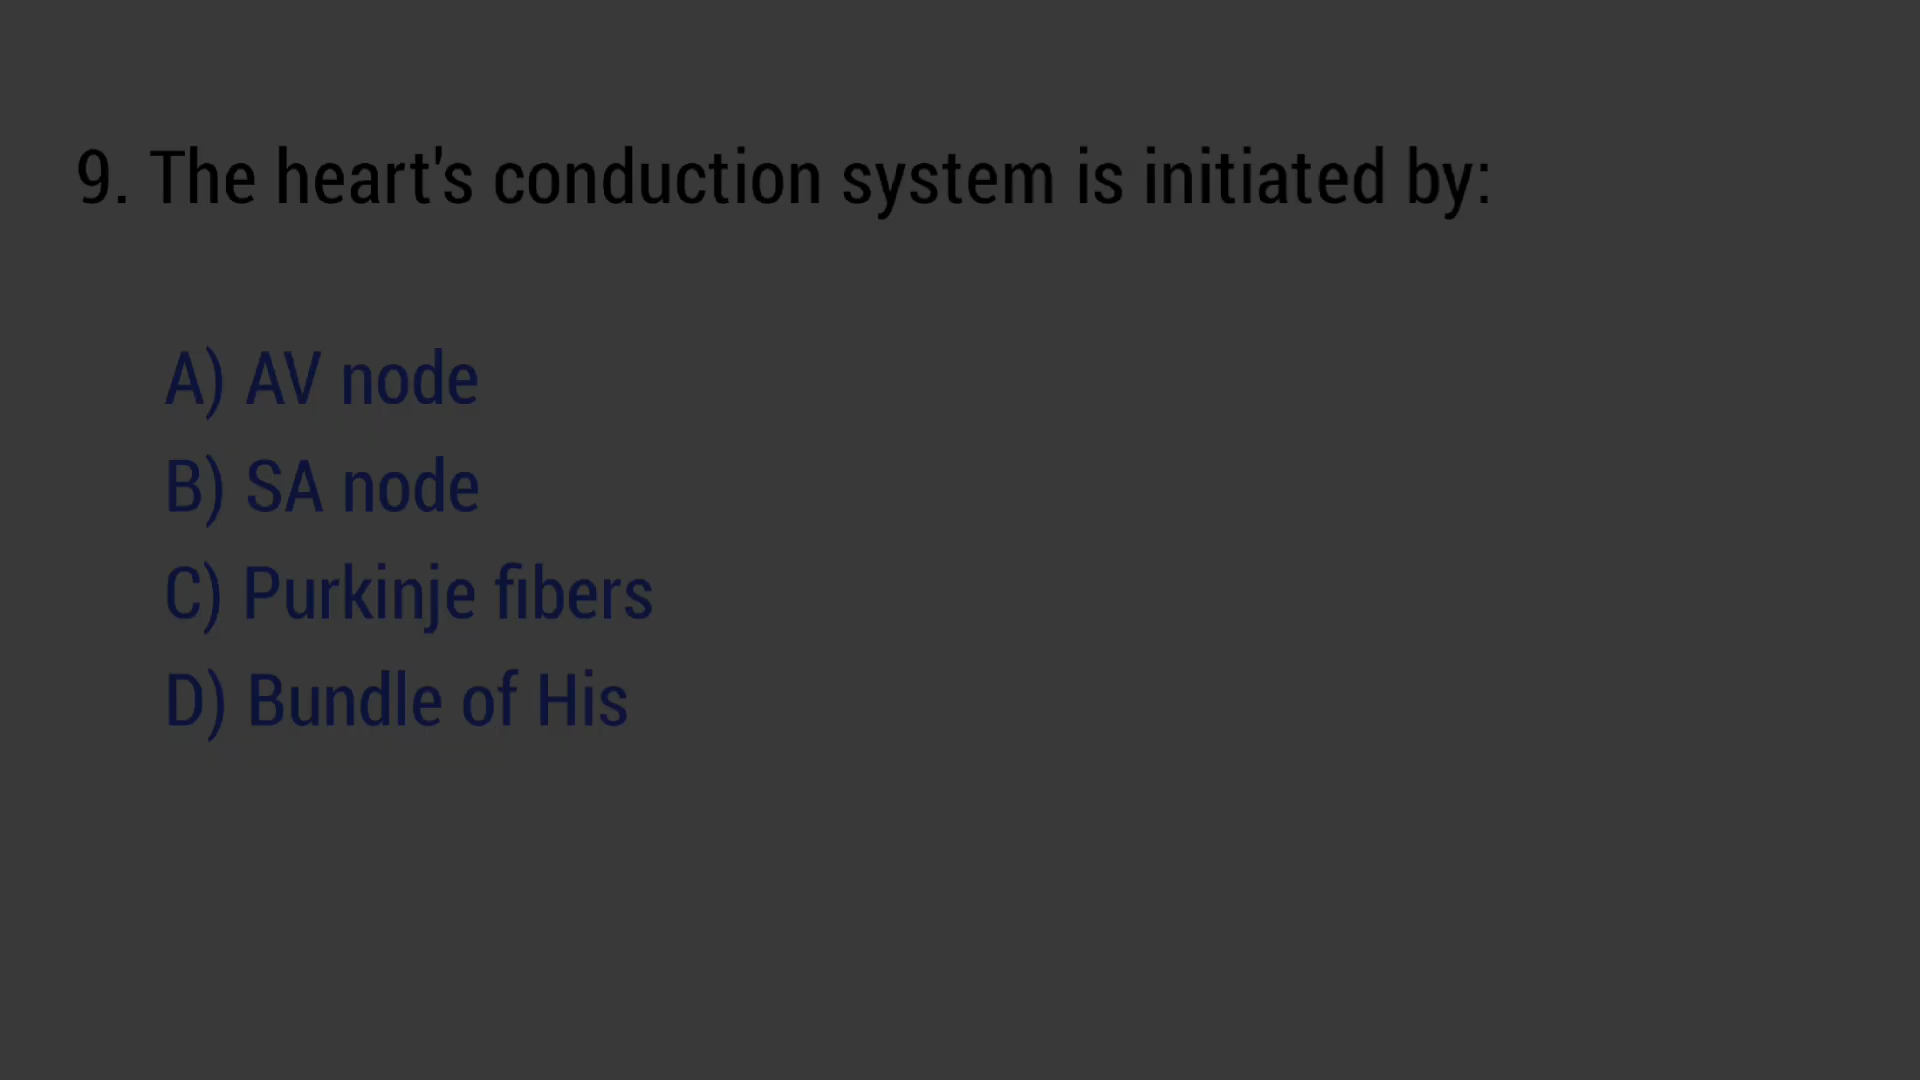 9. The heart's conduction system is initiated by:
A) AV node
B) SA node
C) Purkinje fibers
D) Bundle of His